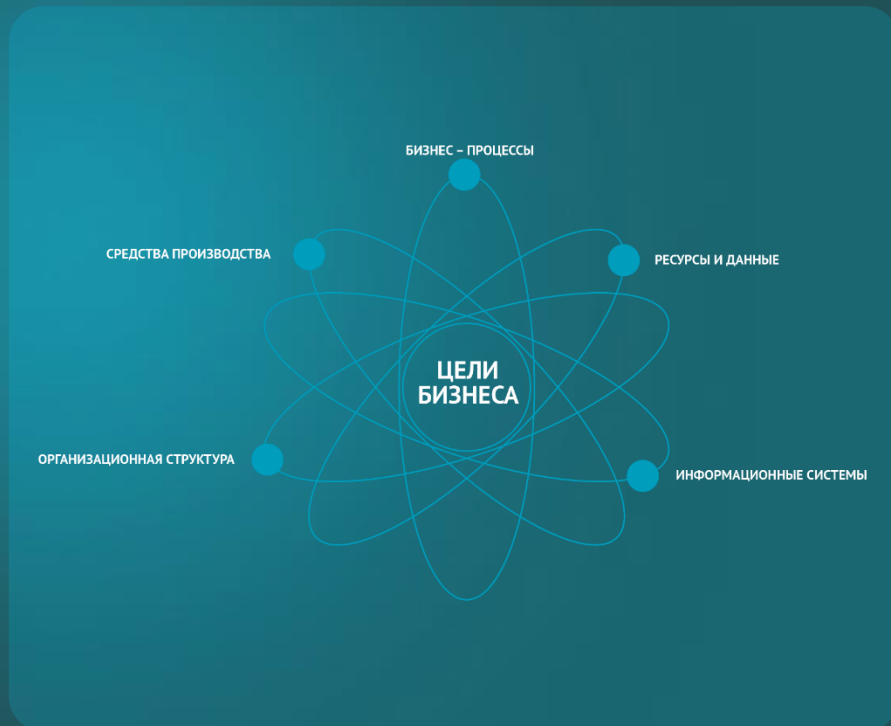 БИЗНЕС – ПРОЦЕССЫ
СРЕДСТВА ПРОИЗВОДСТВА
РЕСУРСЫ И ДАННЫЕ
ЦЕЛИ
БИЗНЕСА
ОРГАНИЗАЦИОННАЯ СТРУКТУРА
ИНФОРМАЦИОННЫЕ СИСТЕМЫ